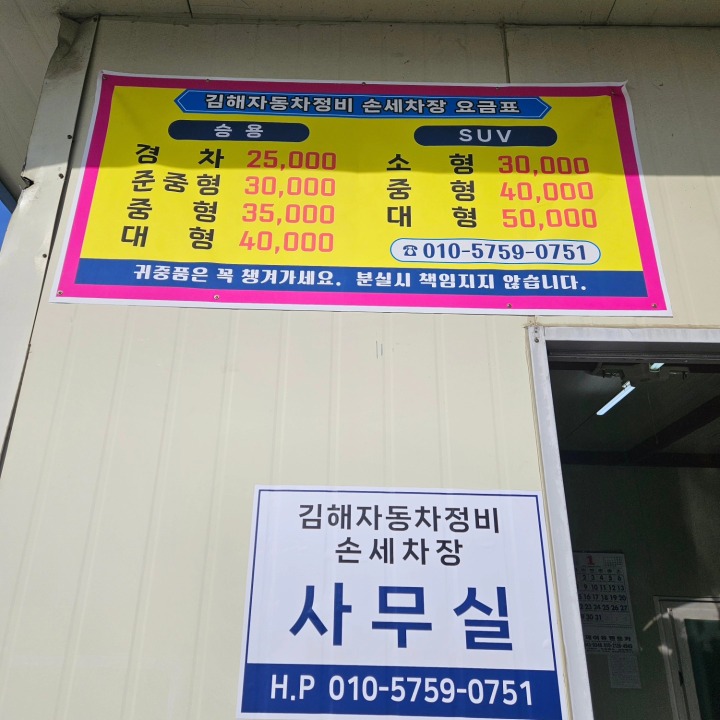 김해자동차정비 손세차장 요금표
승용
SUV
경 차 25,000
준중형 30,000
중 형 35,000
대 형 40,000
소 형 30,000
중 형 40,000
대 형 50,000
☎010-5759-0751
귀중품은 꼭 챙겨가세요. 분실시 책임지지 않습니다.
김해자동차정비
손세차장
사무실
H.P 010-5759-0751